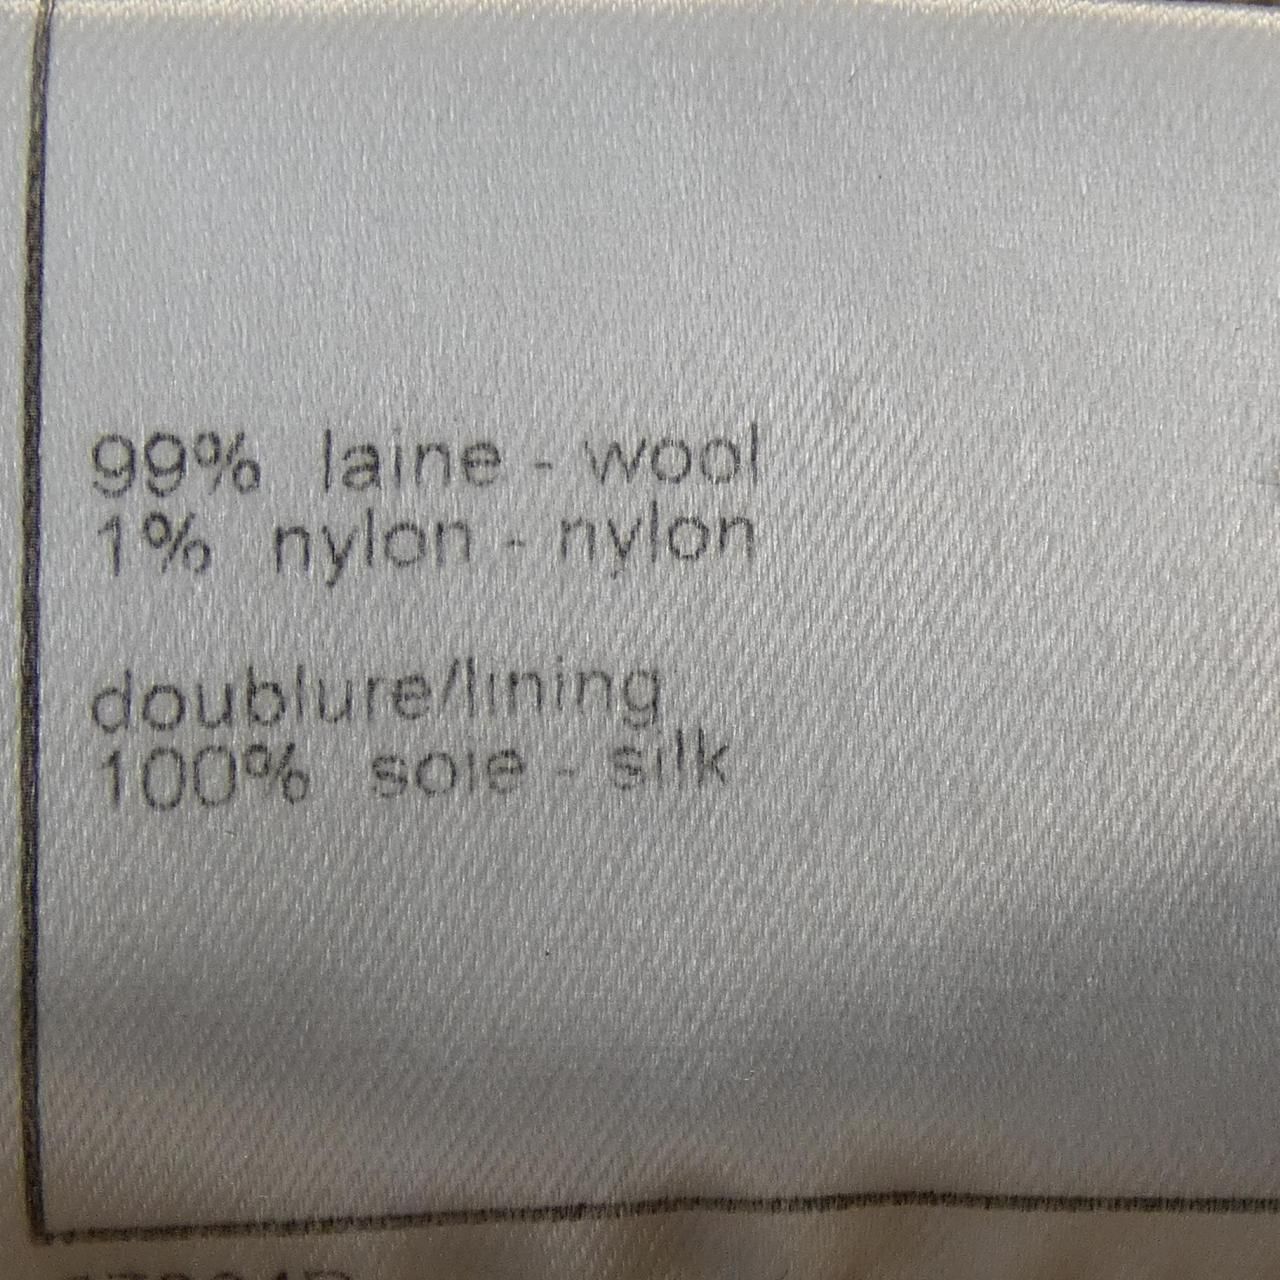 99% laine - wool
1% nylon - nylon
doublure/lining
100% soie - silk